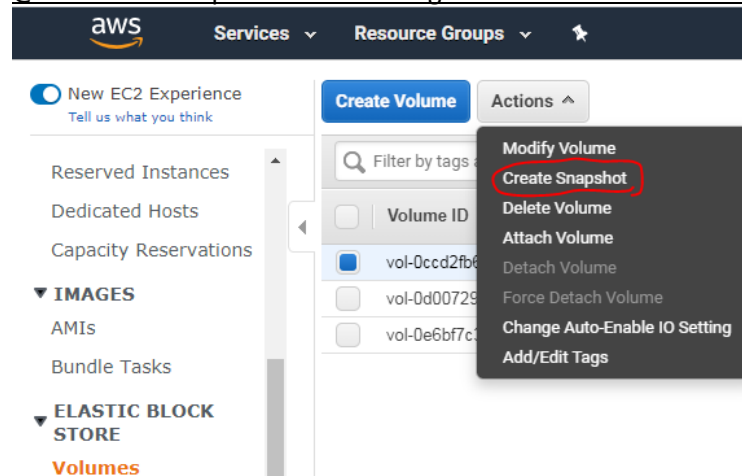 aws Services Resource Groups
New EC2 Experience
Tell us what you think
Create Volume Actions
Filter by tags
Modify Volume
Create Snapshot
Delete Volume
Attach Volume
Detach Volume
Force Detach Volume
Change Auto-Enable IO Setting
Add/Edit Tags
Volume ID
vol-0ccd2fb6
vol-0d00729
vol-0e6bf7c
Reserved Instances
Dedicated Hosts
Capacity Reservations
IMAGES
AMIs
Bundle Tasks
ELASTIC BLOCK
STORE
Volumes